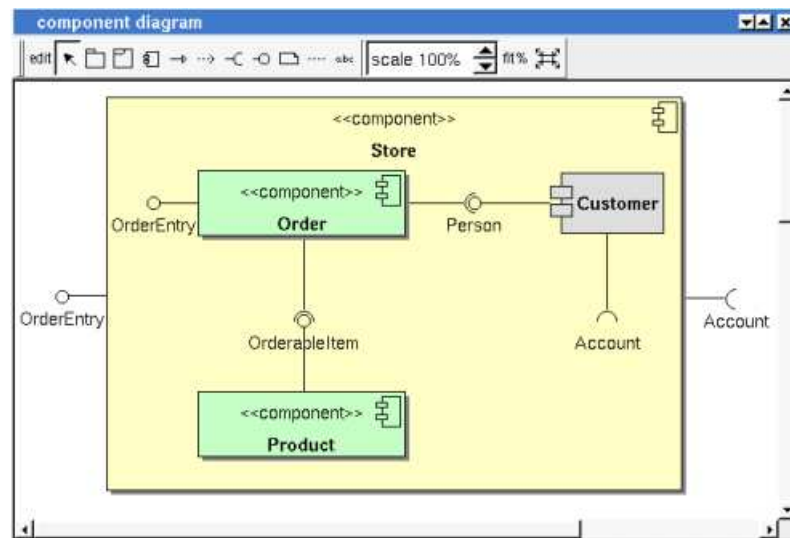 component diagram
edit abc scale 100% fit%
<<component>>
Store
<<component>>
Order
Customer
OrderEntry
Person
OrderEntry
OrderableItem
Account
Account
<<component>>
Product